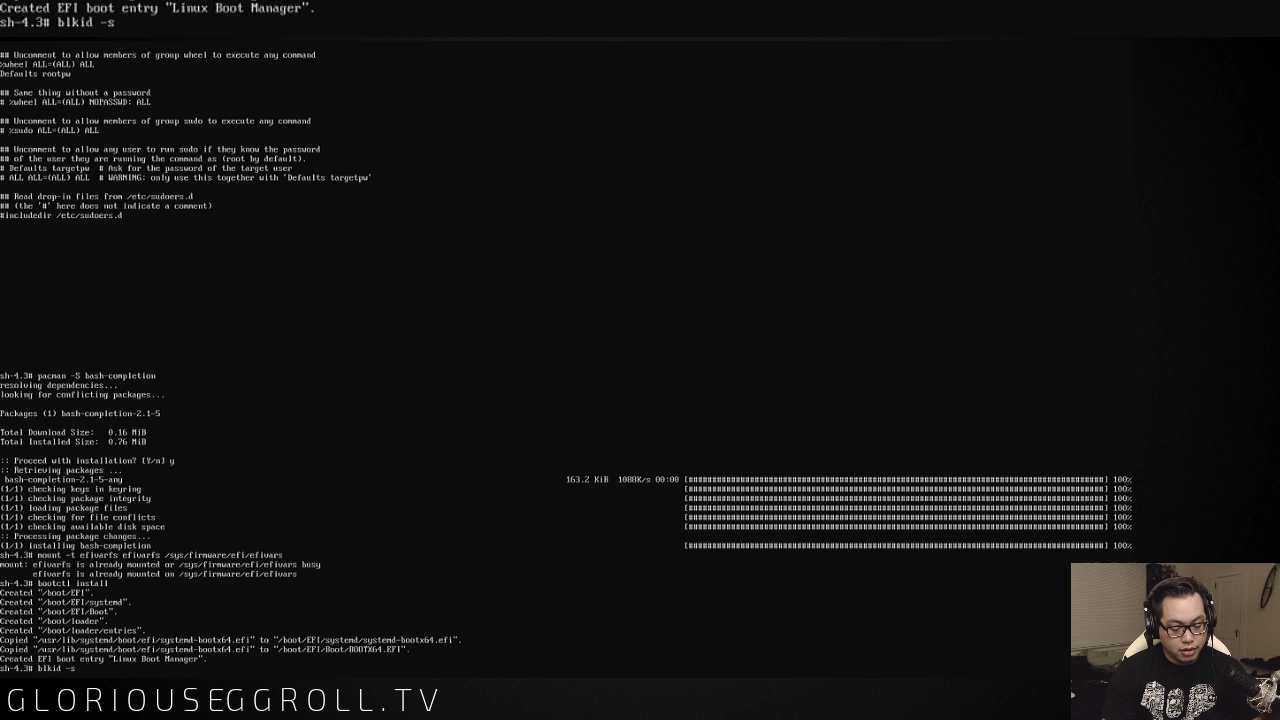 Created EFI boot entry "Linux Boot Manager".
sh-4.3# blkid -s
## Uncomment to allow members of group wheel to execute any command
%wheel ALL=(ALL) ALL
Defaults rootpw
## Same thing without a password
# %wheel ALL=(ALL) NOPASSWD: ALL
## Uncomment to allow members of group sudo to execute any command
# %sudo ALL=(ALL) ALL
## Uncomment to allow any user to run sudo if they know the password
## of the user they are running the command as (root by default).
# Defaults targetpw  # Ask for the password of the target user
# ALL ALL=(ALL) ALL  # WARNING: only use this together with 'Defaults targetpw'
## Read drop-in files from /etc/sudoers.d
## (the '#' here does not indicate a comment)
#includedir /etc/sudoers.d
sh-4.3# pacman -S bash-completion
resolving dependencies...
looking for conflicting packages...
Packages (1) bash-completion-2.1-5
Total Download Size:   0.16 MiB
Total Installed Size:  0.76 MiB
:: Proceed with installation? [Y/n] y
:: Retrieving packages ...
bash-completion-2.1-5-any 163.2 KiB  1088K/s 00:00 [############################] 100%
(1/1) checking keys in keyring [############################] 100%
(1/1) checking package integrity [############################] 100%
(1/1) loading package files [############################] 100%
(1/1) checking for file conflicts [############################] 100%
(1/1) checking available disk space [############################] 100%
:: Processing package changes...
(1/1) installing bash-completion [############################] 100%
sh-4.3# mount -t efivarfs efivarfs /sys/firmware/efi/efivars
mount: efivarfs is already mounted or /sys/firmware/efi/efivars busy
efivarfs is already mounted on /sys/firmware/efi/efivars
sh-4.3# bootctl install
Created "/boot/EFI".
Created "/boot/EFI/systemd".
Created "/boot/EFI/Boot".
Created "/boot/loader".
Created "/boot/loader/entries".
Copied "/usr/lib/systemd/boot/efi/systemd-bootx64.efi" to "/boot/EFI/systemd/systemd-bootx64.efi".
Copied "/usr/lib/systemd/boot/efi/systemd-bootx64.efi" to "/boot/EFI/Boot/BOOTX64.EFI".
Created EFI boot entry "Linux Boot Manager".
sh-4.3# blkid -s
GLORIOUSEGGROLL.TV